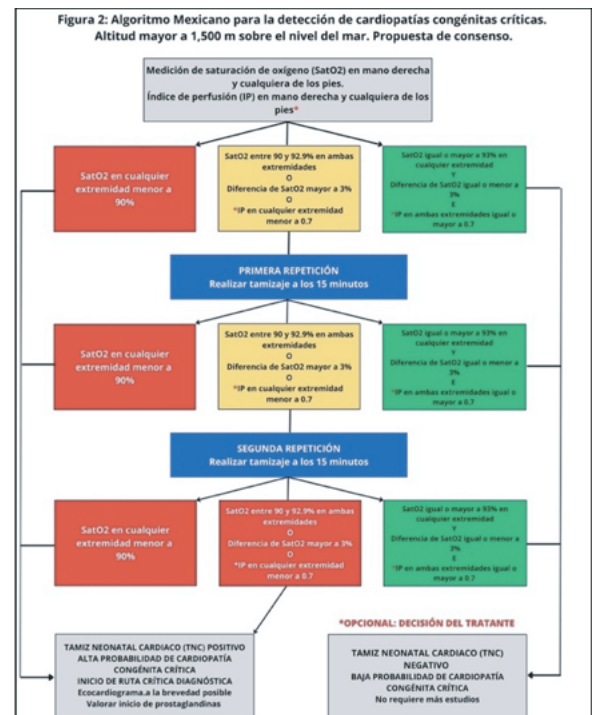 Figura 2: Algoritmo Mexicano para la detección de cardiopatías congénitas críticas.
Altitud mayor a 1,500 m sobre el nivel del mar. Propuesta de consenso.
Medición de saturación de oxígeno (SatO2) en mano derecha
y cualquiera de los pies.
Índice de perfusión (IP) en mano derecha y cualquiera de los
pies*
SatO2 en cualquier
extremidad menor a
90%
SatO2 entre 90 y 92.9% en ambas
extremidades
O
Diferencia de SatO2 mayor a 3%
O
*IP en cualquier extremidad
menor a 0.7
SatO2 igual o mayor a 93% en
cualquier extremidad
Y
Diferencia de SatO2 igual o menor a
3%
E
*IP en ambas extremidades igual o
mayor a 0.7
PRIMERA REPETICIÓN
Realizar tamizaje a los 15 minutos
SatO2 en cualquier
extremidad menor a
90%
SatO2 entre 90 y 92.9% en ambas
extremidades
O
Diferencia de SatO2 mayor a 3%
O
*IP en cualquier extremidad
menor a 0.7
SatO2 igual o mayor a 93% en
cualquier extremidad
Y
Diferencia de SatO2 igual o menor a
3%
E
*IP en ambas extremidades igual o
mayor a 0.7
SEGUNDA REPETICIÓN
Realizar tamizaje a los 15 minutos
SatO2 en cualquier
extremidad menor a
90%
SatO2 entre 90 y 92.9% en ambas
extremidades
O
Diferencia de SatO2 mayor a 3%
O
*IP en cualquier extremidad
menor a 0.7
SatO2 igual o mayor a 93% en
cualquier extremidad
Y
Diferencia de SatO2 igual o menor a
3%
E
*IP en ambas extremidades igual o
mayor a 0.7
*OPCIONAL: DECISIÓN DEL TRATANTE
TAMIZ NEONATAL CARDIACO (TNC) POSITIVO
ALTA PROBABILIDAD DE CARDIOPATÍA
CONGÉNITA CRÍTICA
INICIO DE RUTA CRÍTICA DIAGNÓSTICA
Ecocardiograma.a la brevedad posible
Valorar inicio de prostaglandinas
TAMIZ NEONATAL CARDIACO (TNC)
NEGATIVO
BAJA PROBABILIDAD DE CARDIOPATÍA
CONGÉNITA CRÍTICA
No requiere más estudios